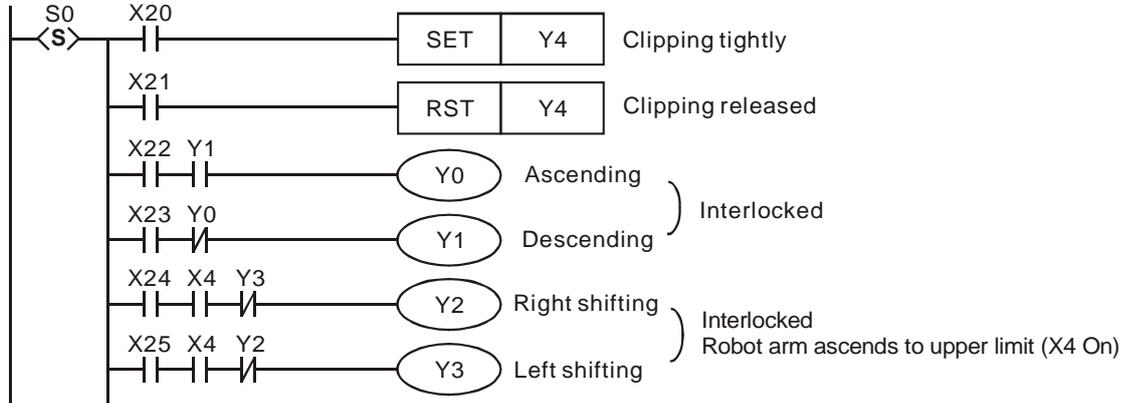 S0 X20
S SET Y4 Clipping tightly
X21
RST Y4 Clipping released
X22 Y1
Y0 Ascending
Interlocked
X23 Y0
Y1 Descending
X24 X4 Y3
Y2 Right shifting
Interlocked
Robot arm ascends to upper limit (X4 On)
X25 X4 Y2
Y3 Left shifting